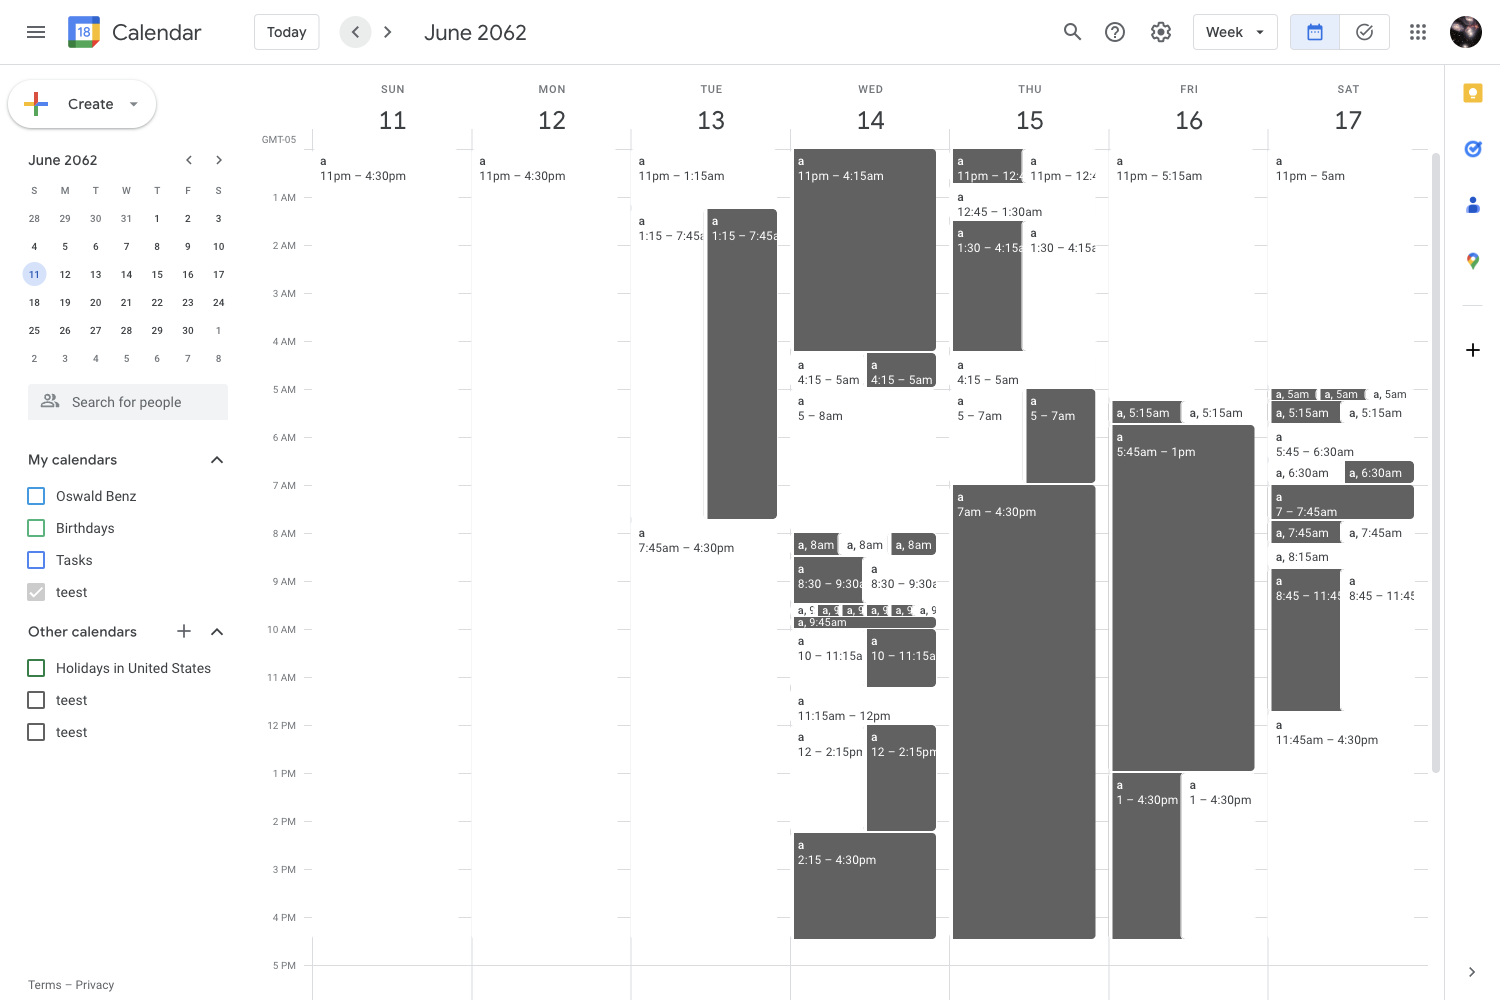 18 Calendar Today June 2062 Week
Create
June 2062
S M T W T F S
28 29 30 31 1 2 3
4 5 6 7 8 9 10
11 12 13 14 15 16 17
18 19 20 21 22 23 24
25 26 27 28 29 30 1
2 3 4 5 6 7 8
Search for people
My calendars
Oswald Benz
Birthdays
Tasks
teest
Other calendars
Holidays in United States
teest
teest
Terms – Privacy
SUN MON TUE WED THU FRI SAT
11 12 13 14 15 16 17
GMT-05
1 AM
2 AM
3 AM
4 AM
5 AM
6 AM
7 AM
8 AM
9 AM
10 AM
11 AM
12 PM
1 PM
2 PM
3 PM
4 PM
5 PM
a
11pm – 4:30pm
a
11pm – 4:30pm
a
11pm – 1:15am
a
1:15 – 7:45a
a
1:15 – 7:45a
a
7:45am – 4:30pm
a
11pm – 4:15am
a
4:15 – 5am
a
4:15 – 5am
a
5 – 8am
a, 8am
a, 8am
a, 8am
a
8:30 – 9:30a
a
8:30 – 9:30a
a, 9
a, 9
a, 9
a, 9
a, 9
a, 9
a, 9:45am
a
10 – 11:15a
a
10 – 11:15a
a
11:15am – 12pm
a
12 – 2:15pm
a
12 – 2:15pm
a
2:15 – 4:30pm
a
11pm – 12:4
a
11pm – 12:4
a
12:45 – 1:30am
a
1:30 – 4:15a
a
1:30 – 4:15a
a
4:15 – 5am
a
5 – 7am
a
5 – 7am
a
7am – 4:30pm
a
11pm – 5:15am
a, 5:15am
a, 5:15am
a
5:45am – 1pm
a
1 – 4:30pm
a
1 – 4:30pm
a
11pm – 5am
a, 5am
a, 5am
a, 5am
a, 5:15am
a, 5:15am
a
5:45 – 6:30am
a, 6:30am
a, 6:30am
a
7 – 7:45am
a, 7:45am
a, 7:45am
a, 8:15am
a
8:45 – 11:45
a
8:45 – 11:45
a
11:45am – 4:30pm